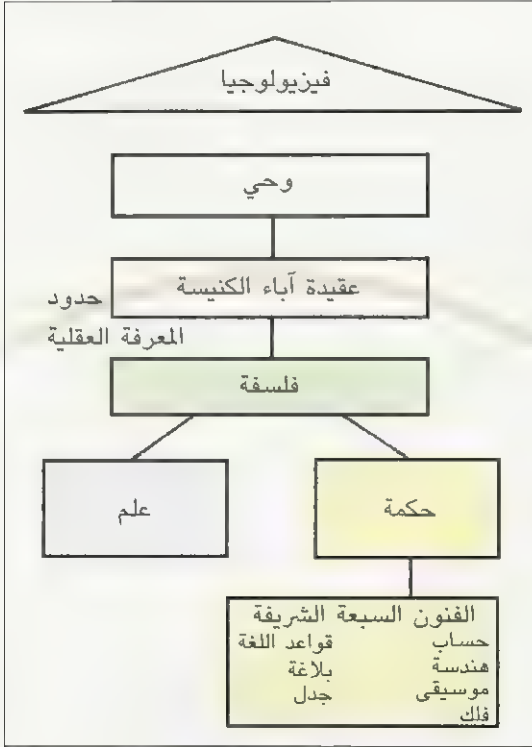 فيزيولوجيا
وحي
عقيدة آباء الكنيسة
حدود
المعرفة العقلية
فلسفة
حكمة
علم
الفنون السبعة الشريفة
حساب
هندسة
موسيقى
فلك
قواعد اللغة
بلاغة
جدل